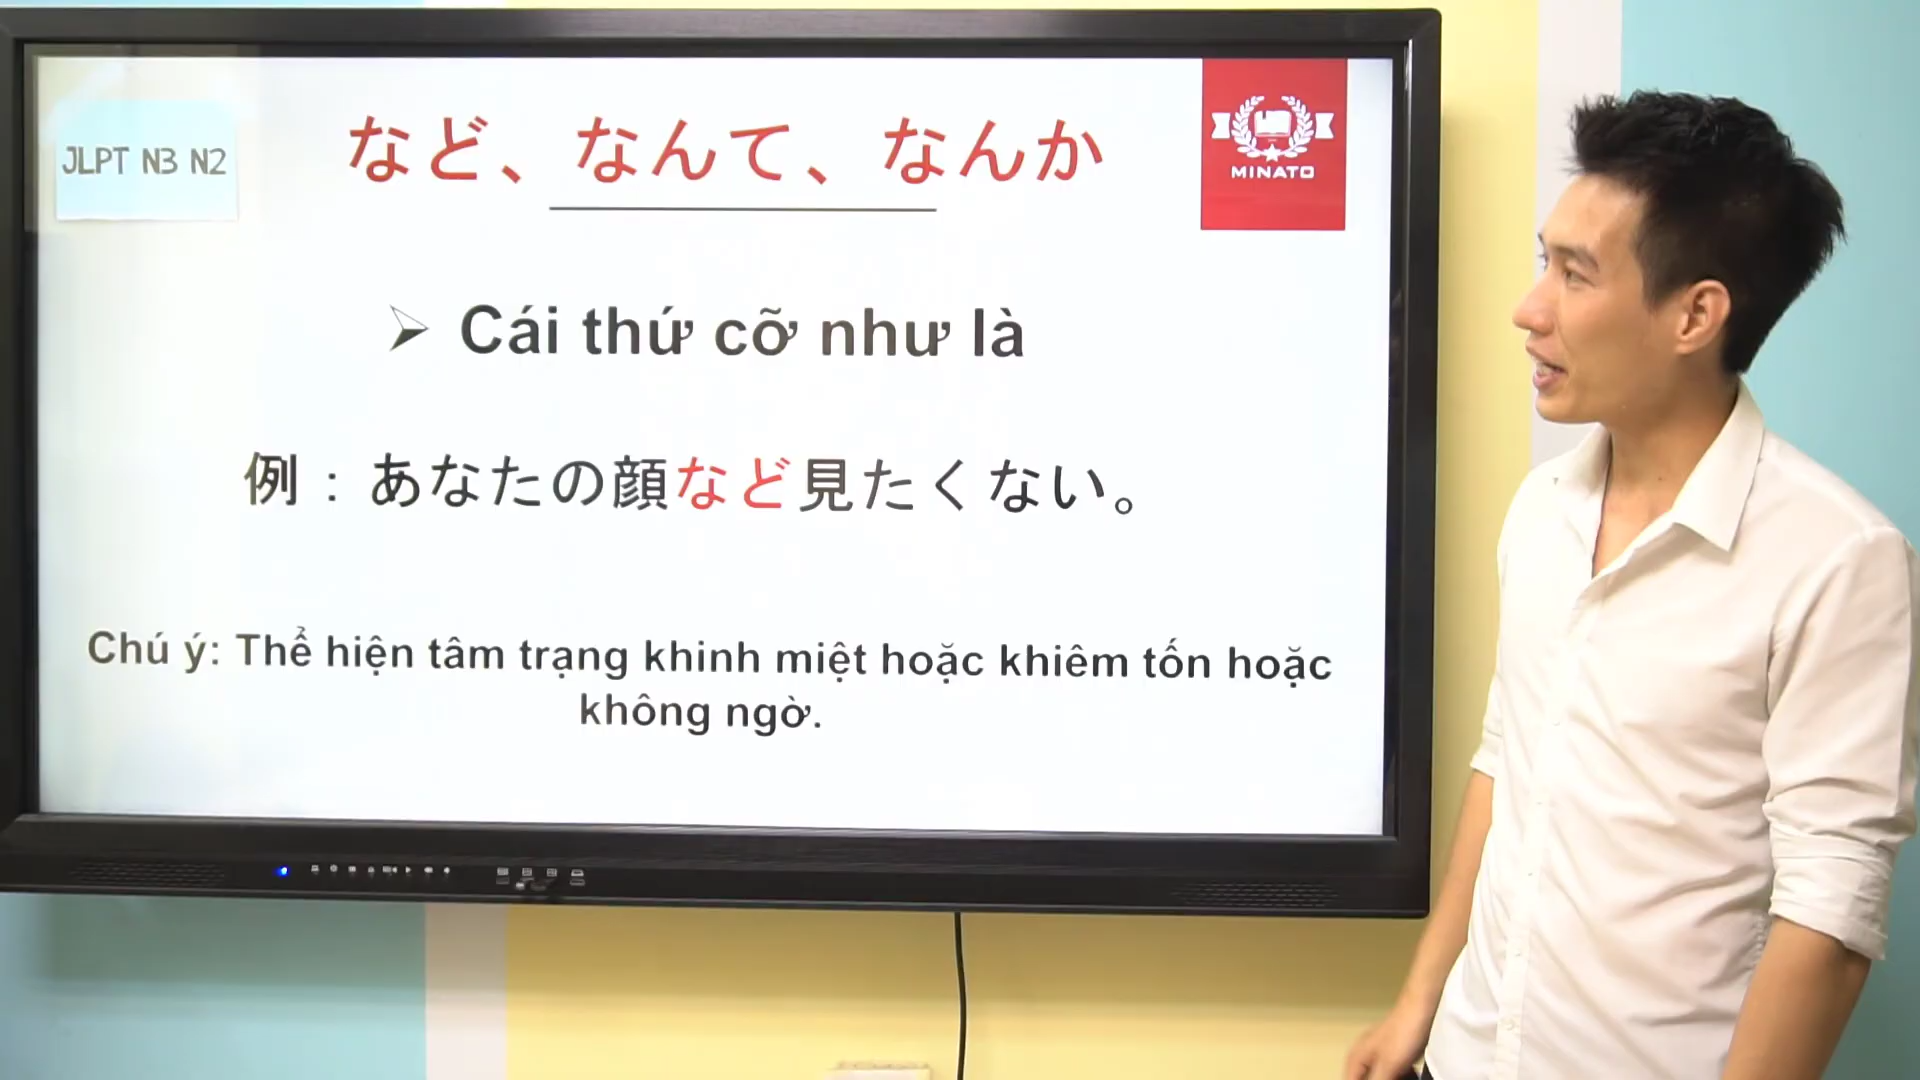 JLPT N3 N2
など、なんて、なんか
MINATO
Cái thứ cỡ như là
例：あなたの顔など見たくない。
Chú ý: Thể hiện tâm trạng khinh miệt hoặc khiêm tốn hoặc
không ngờ.